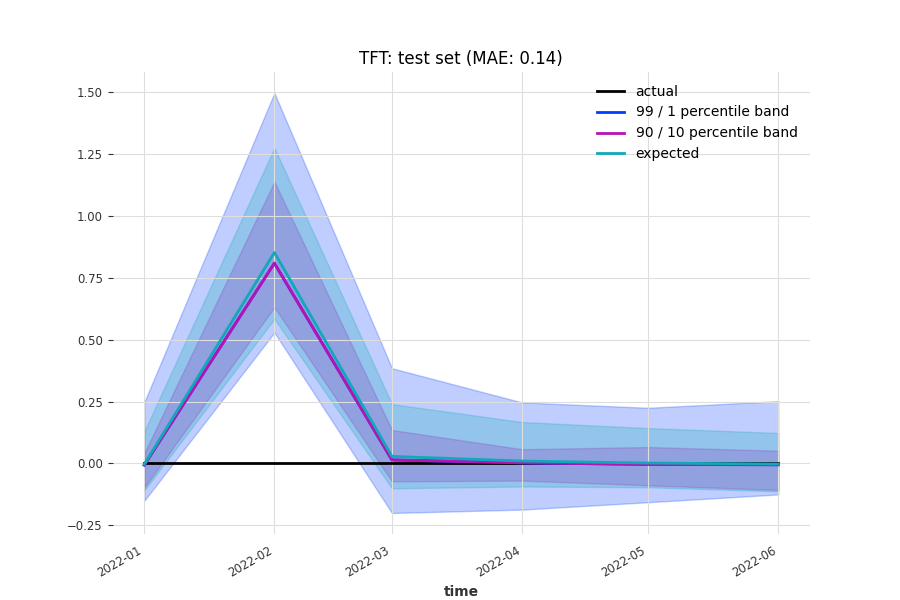 TFT: test set (MAE: 0.14)
actual
99 / 1 percentile band
90 / 10 percentile band
expected
1.50
1.25
1.00
0.75
0.50
0.25
0.00
−0.25
2022-01
2022-02
2022-03
2022-04
2022-05
2022-06
time